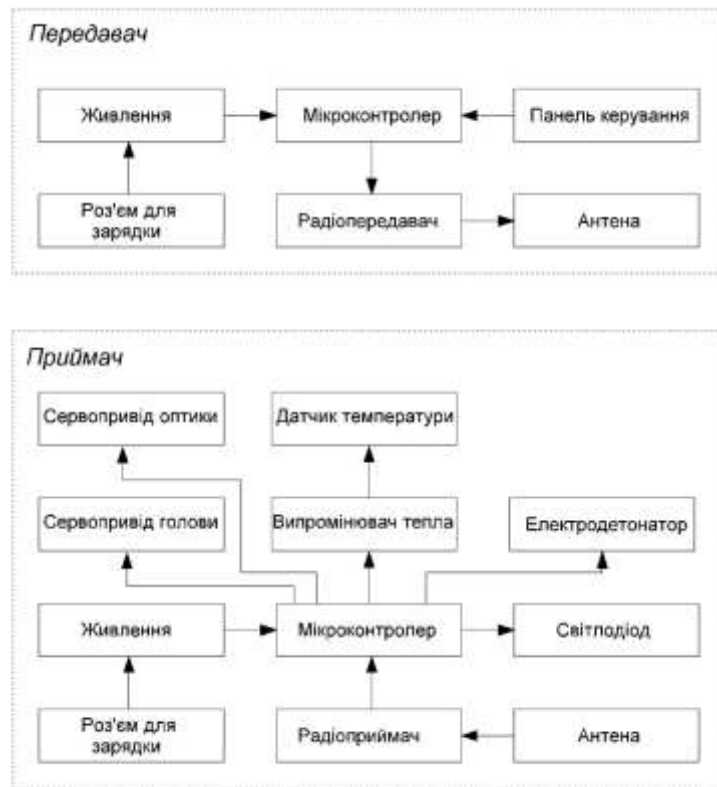 Передавач
Живлення
Мікроконтролер
Панель керування
Роз'єм для
зарядки
Радіопередавач
Антена
Приймач
Сервопривід оптики
Датчик температури
Сервопривід голови
Випромінювач тепла
Електродетонатор
Живлення
Мікроконтролер
Світлодіод
Роз'єм для
зарядки
Радіоприймач
Антена